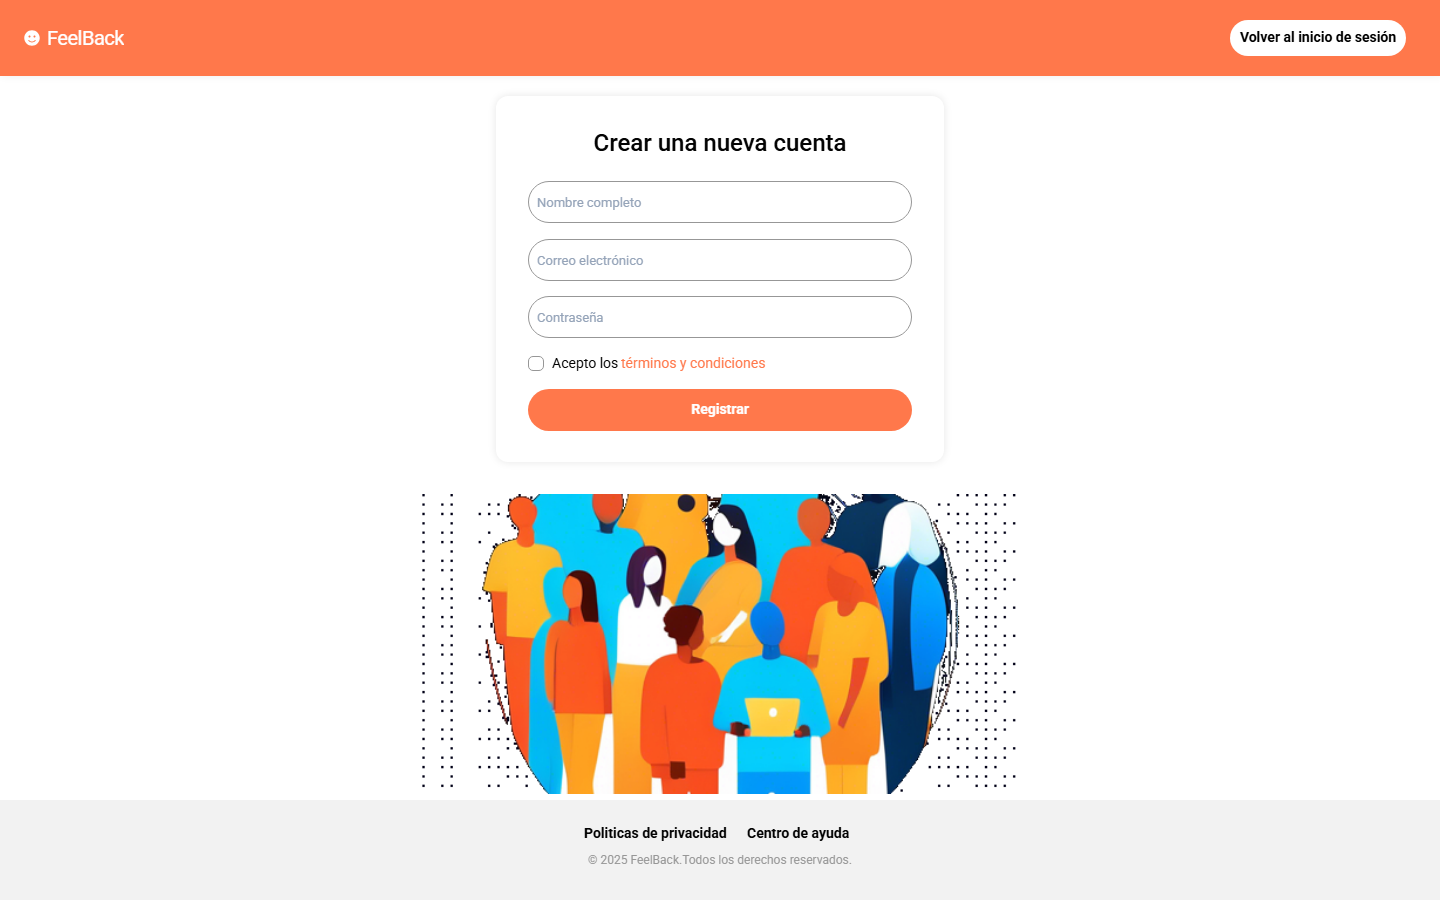 FeelBack
Volver al inicio de sesión
Crear una nueva cuenta
Nombre completo
Correo electrónico
Contraseña
Acepto los términos y condiciones
Registrar
Politicas de privacidad Centro de ayuda
© 2025 FeelBack.Todos los derechos reservados.